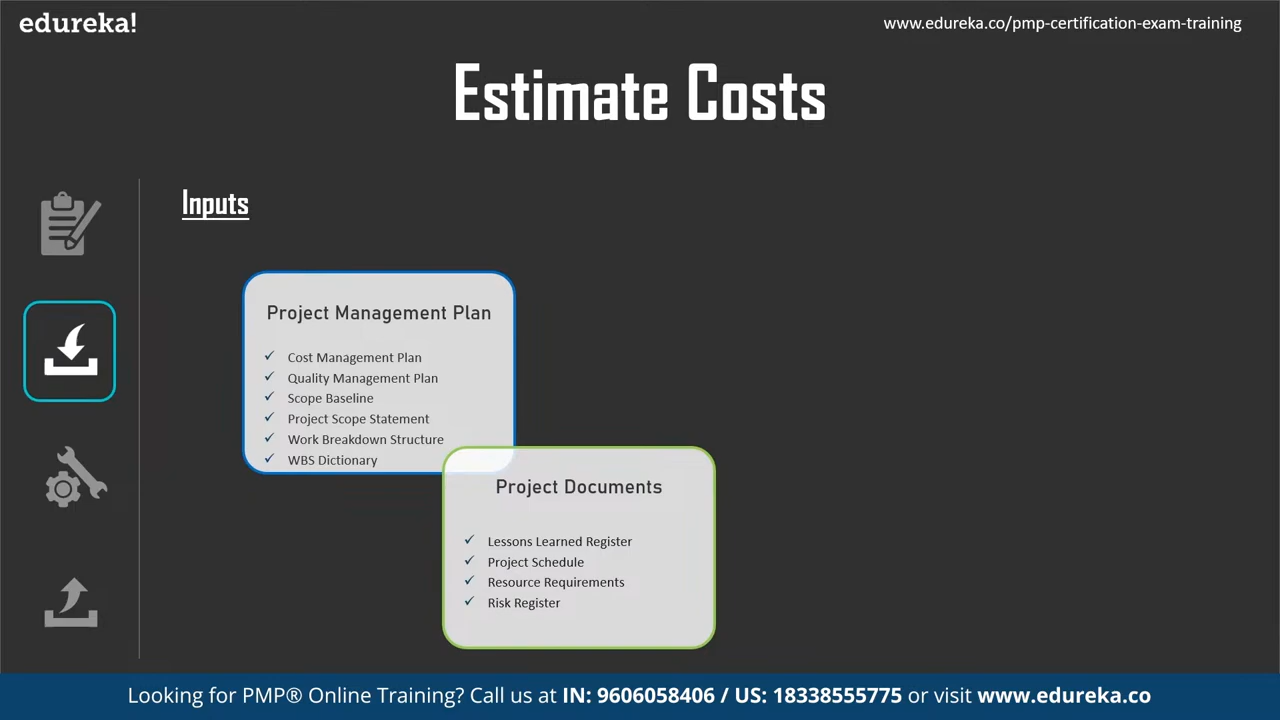 edureka!
www.edureka.co/pmp-certification-exam-training
Estimate Costs
Inputs
Project Management Plan
Cost Management Plan
Quality Management Plan
Scope Baseline
Project Scope Statement
Work Breakdown Structure
WBS Dictionary
Project Documents
Lessons Learned Register
Project Schedule
Resource Requirements
Risk Register
Looking for PMP® Online Training? Call us at IN: 9606058406 / US: 18338555775 or visit www.edureka.co